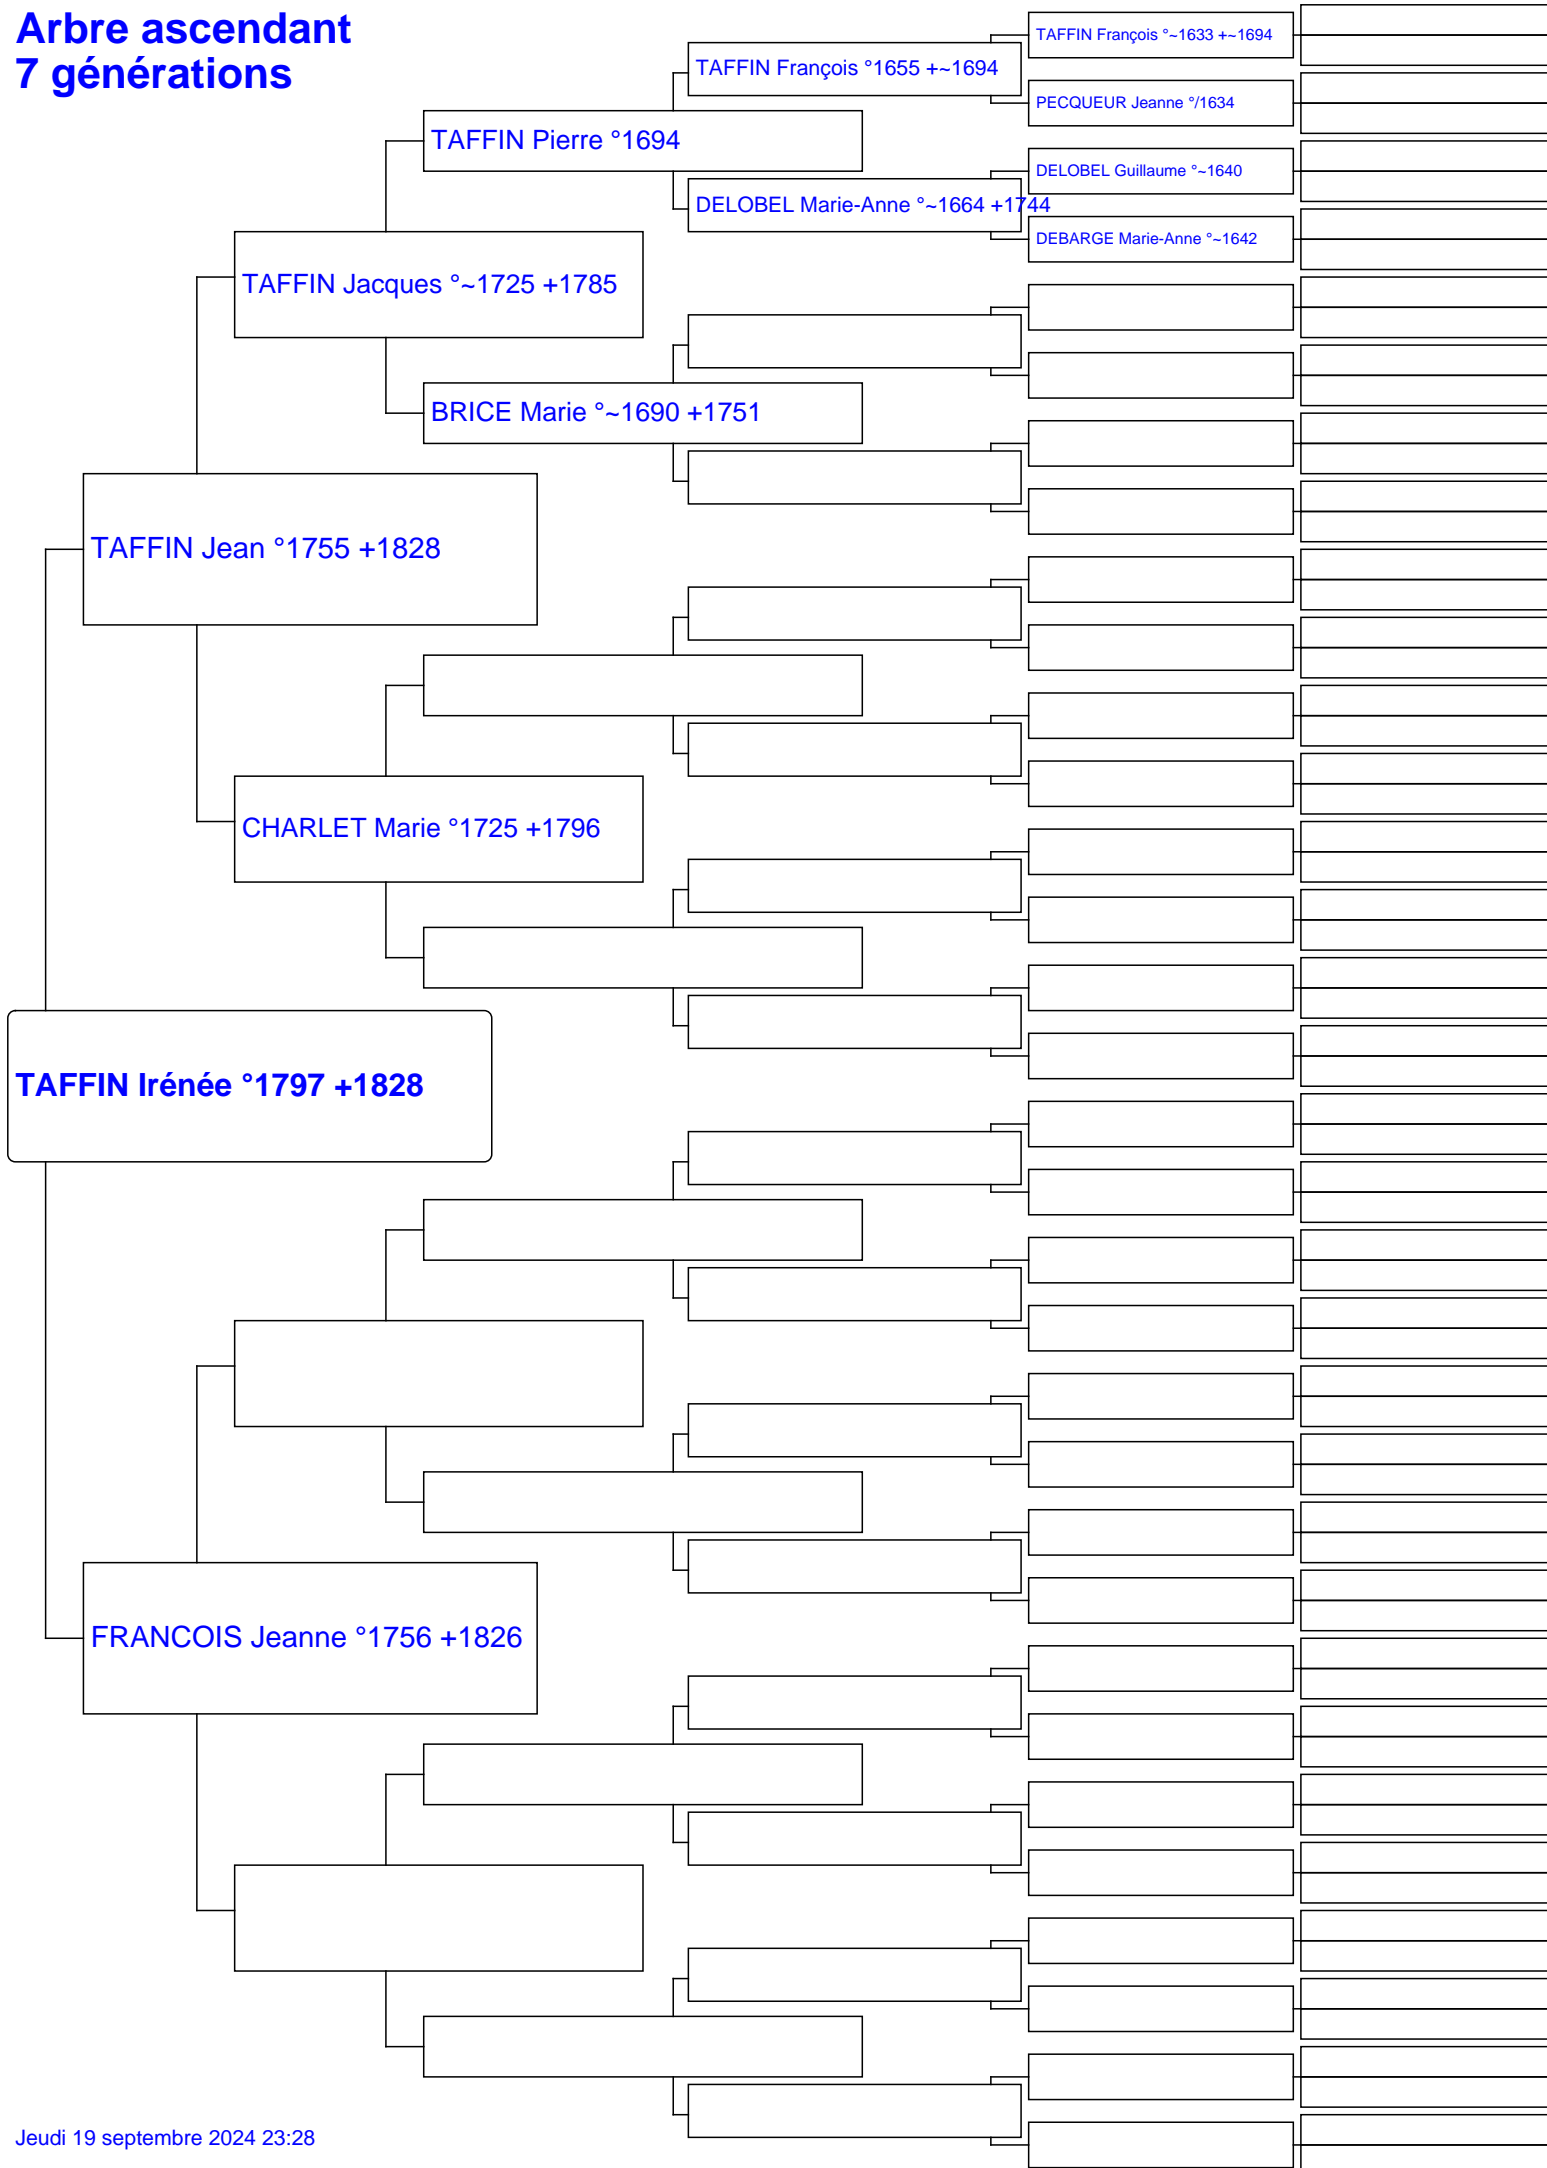 Arbre ascendant
7 générations
TAFFIN François °~1633 +~1694
TAFFIN François °1655 +~1694
PECQUEUR Jeanne °/1634
TAFFIN Pierre °1694
DELOBEL Guillaume °~1640
DELOBEL Marie-Anne °~1664 +1744
DEBARGE Marie-Anne °~1642
TAFFIN Jacques °~1725 +1785
BRICE Marie °~1690 +1751
TAFFIN Jean °1755 +1828
CHARLET Marie °1725 +1796
TAFFIN Irénée °1797 +1828
FRANCOIS Jeanne °1756 +1826
Jeudi 19 septembre 2024 23:28